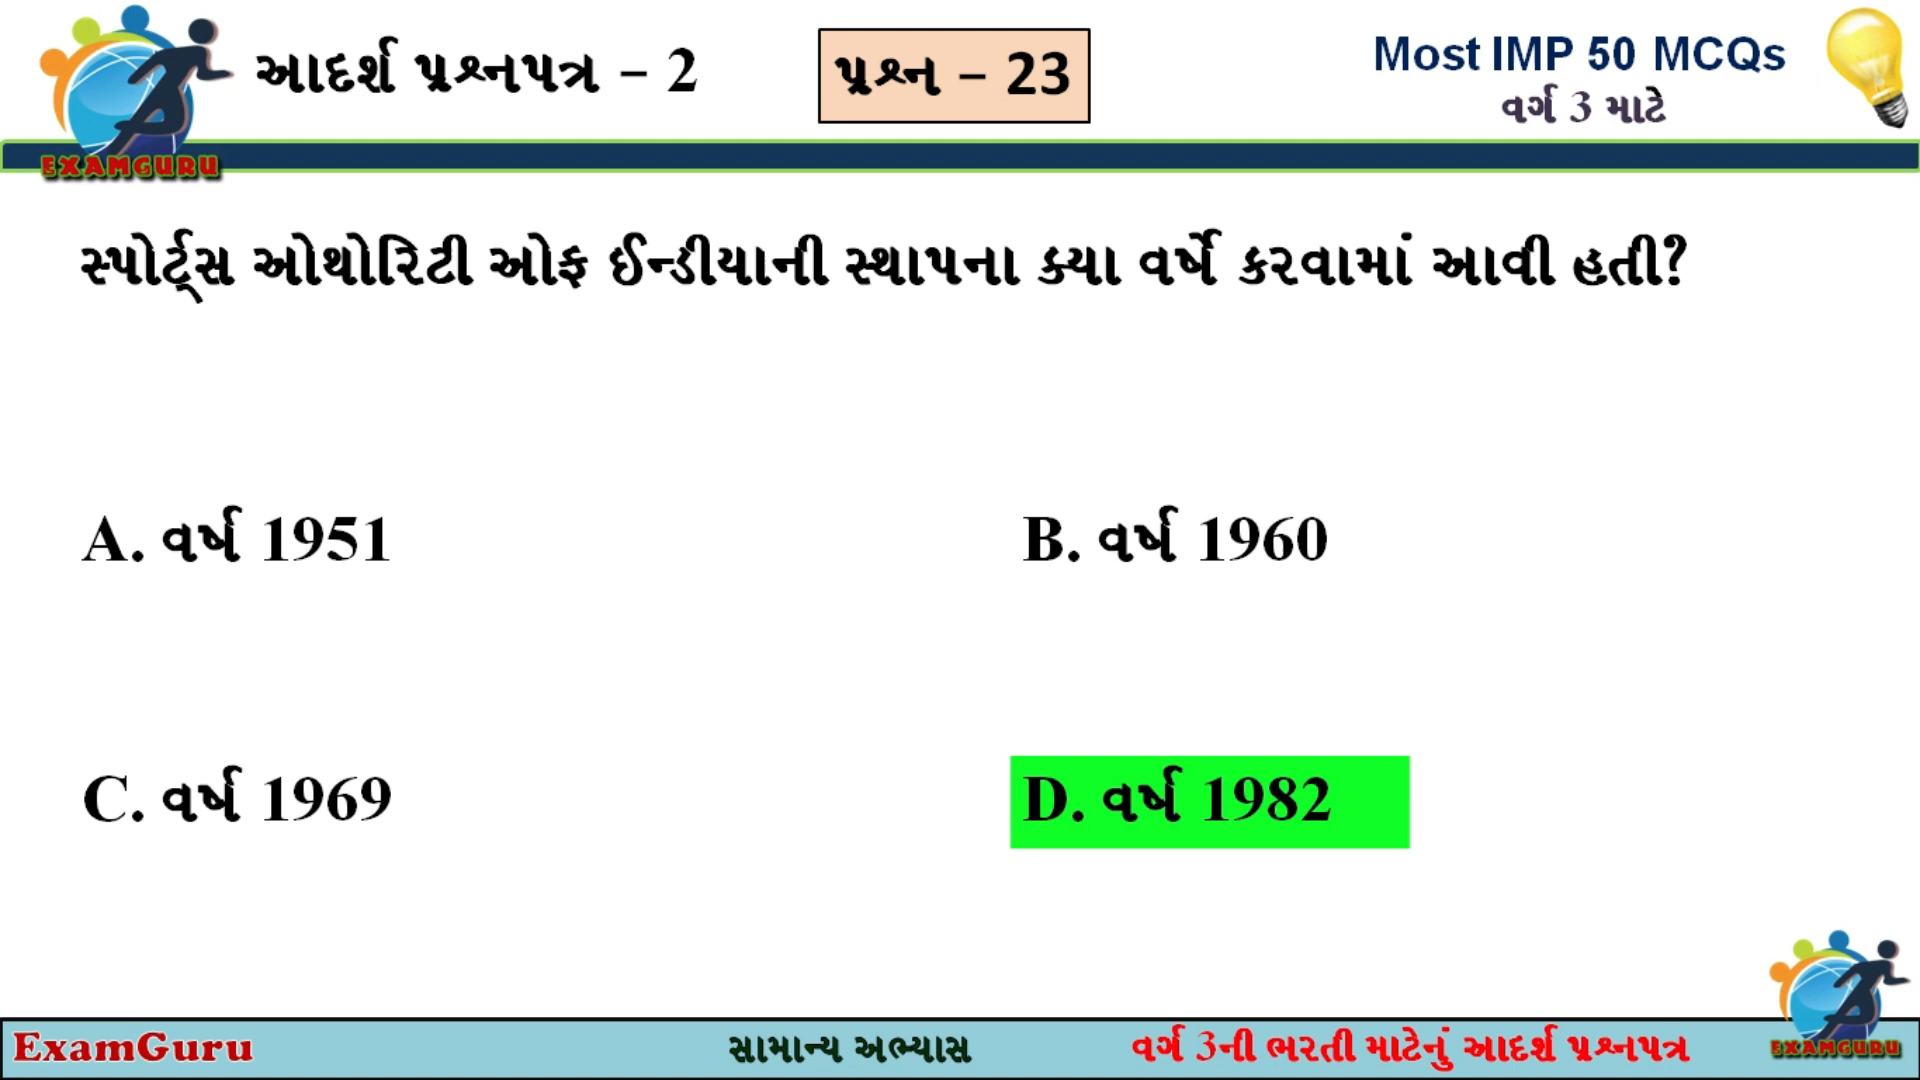 આદર્શ પ્રશ્નપત્ર – 2
પ્રશ્ન – 23
Most IMP 50 MCQs
વર્ગ 3 માટે
EXAMGURU
સ્પોર્ટ્સ ઓથોરિટી ઓફ ઈન્ડીયાની સ્થાપના ક્યા વર્ષે કરવામાં આવી હતી?
A. વર્ષ 1951
B. વર્ષ 1960
C. વર્ષ 1969
D. વર્ષ 1982
ExamGuru
સામાન્ય અભ્યાસ
વર્ગ 3ની ભરતી માટેનું આદર્શ પ્રશ્નપત્ર
EXAMGURU